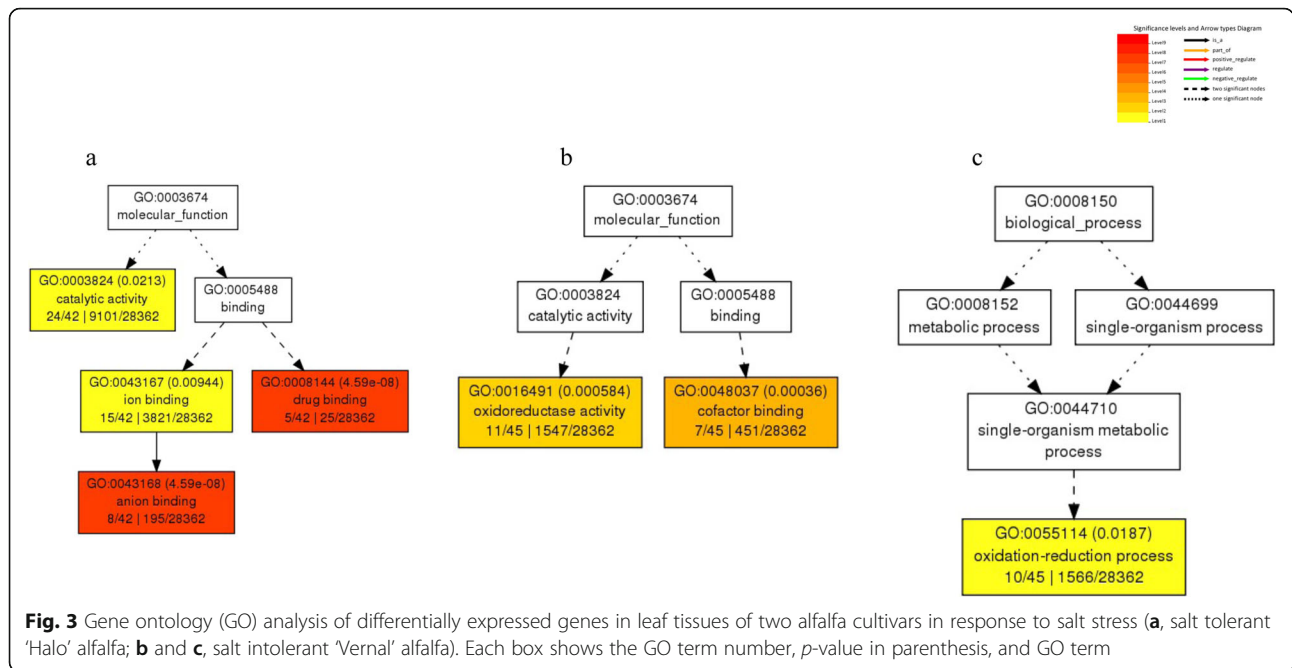 Significance levels and Arrow types Diagram
Level9
Level8
Level7
Level6
Level5
Level4
Level3
Level2
Level1
is_a
part_of
positive_regulate
regulate
negative_regulate
two significant nodes
one significant node
a
GO:0003674
molecular_function
GO:0003824 (0.0213)
catalytic activity
24/42 | 9101/28362
GO:0005488
binding
GO:0043167 (0.00944)
ion binding
15/42 | 3821/28362
GO:0008144 (4.59e-08)
drug binding
5/42 | 25/28362
GO:0043168 (4.59e-08)
anion binding
8/42 | 195/28362
b
GO:0003674
molecular_function
GO:0003824
catalytic activity
GO:0005488
binding
GO:0016491 (0.000584)
oxidoreductase activity
11/45 | 1547/28362
GO:0048037 (0.00036)
cofactor binding
7/45 | 451/28362
c
GO:0008150
biological_process
GO:0008152
metabolic process
GO:0044699
single-organism process
GO:0044710
single-organism metabolic
process
GO:0055114 (0.0187)
oxidation-reduction process
10/45 | 1566/28362
Fig. 3 Gene ontology (GO) analysis of differentially expressed genes in leaf tissues of two alfalfa cultivars in response to salt stress (a, salt tolerant
‘Halo’ alfalfa; b and c, salt intolerant ‘Vernal’ alfalfa). Each box shows the GO term number, p-value in parenthesis, and GO term